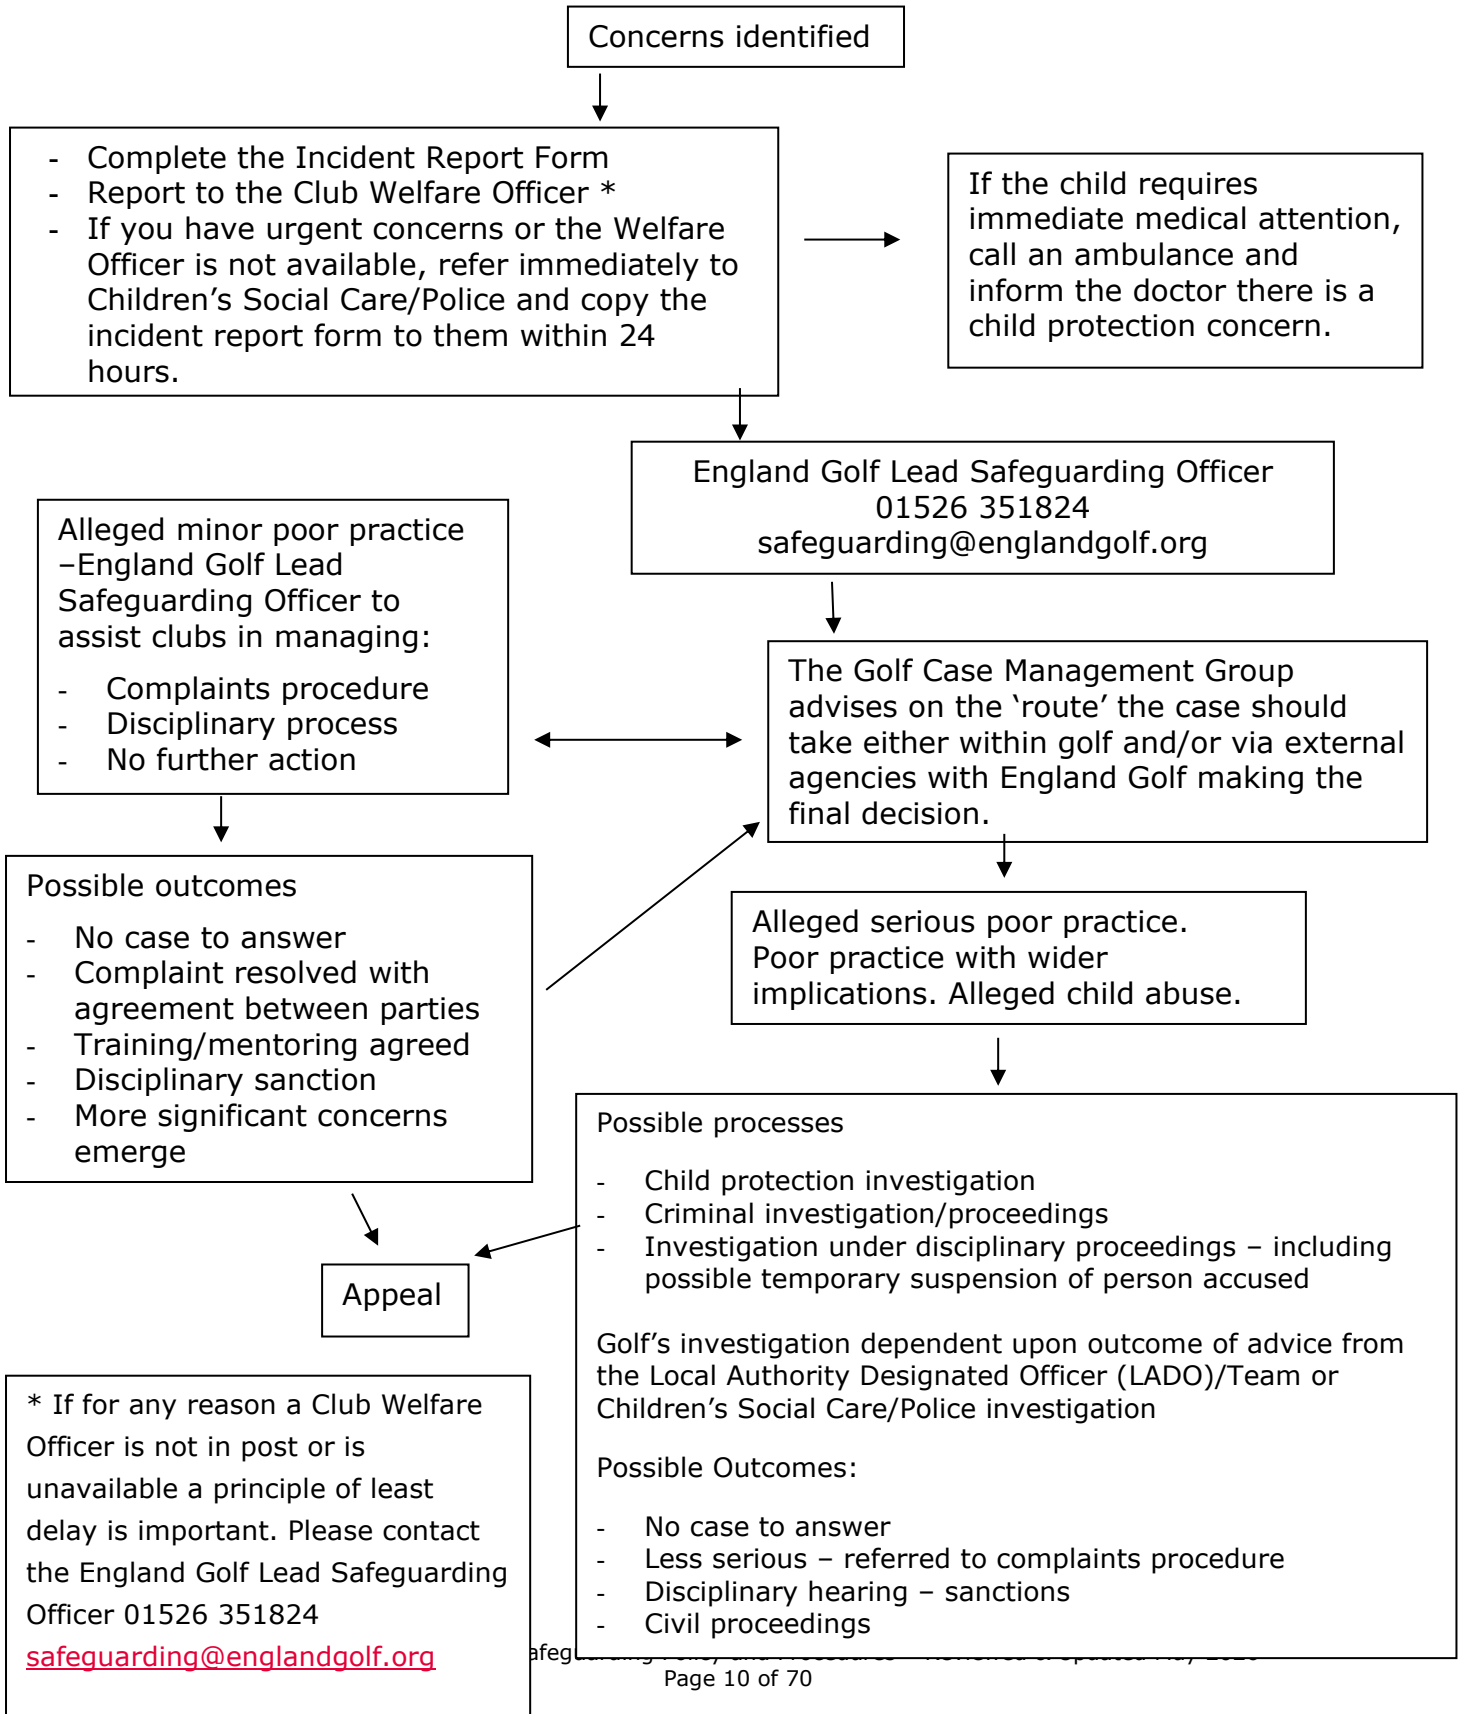 Concerns identified
- Complete the Incident Report Form
- Report to the Club Welfare Officer *
- If you have urgent concerns or the Welfare
Officer is not available, refer immediately to
Children’s Social Care/Police and copy the
incident report form to them within 24
hours.
If the child requires
immediate medical attention,
call an ambulance and
inform the doctor there is a
child protection concern.
England Golf Lead Safeguarding Officer
01526 351824
safeguarding@englandgolf.org
Alleged minor poor practice
–England Golf Lead
Safeguarding Officer to
assist clubs in managing:
- Complaints procedure
- Disciplinary process
- No further action
The Golf Case Management Group
advises on the ‘route’ the case should
take either within golf and/or via external
agencies with England Golf making the
final decision.
Possible outcomes
- No case to answer
- Complaint resolved with
agreement between parties
- Training/mentoring agreed
- Disciplinary sanction
- More significant concerns
emerge
Alleged serious poor practice.
Poor practice with wider
implications. Alleged child abuse.
Possible processes
- Child protection investigation
- Criminal investigation/proceedings
- Investigation under disciplinary proceedings – including
possible temporary suspension of person accused
Golf’s investigation dependent upon outcome of advice from
the Local Authority Designated Officer (LADO)/Team or
Children’s Social Care/Police investigation
Possible Outcomes:
- No case to answer
- Less serious – referred to complaints procedure
- Disciplinary hearing – sanctions
- Civil proceedings
Appeal
* If for any reason a Club Welfare
Officer is not in post or is
unavailable a principle of least
delay is important. Please contact
the England Golf Lead Safeguarding
Officer 01526 351824
safeguarding@englandgolf.org
Page 10 of 70